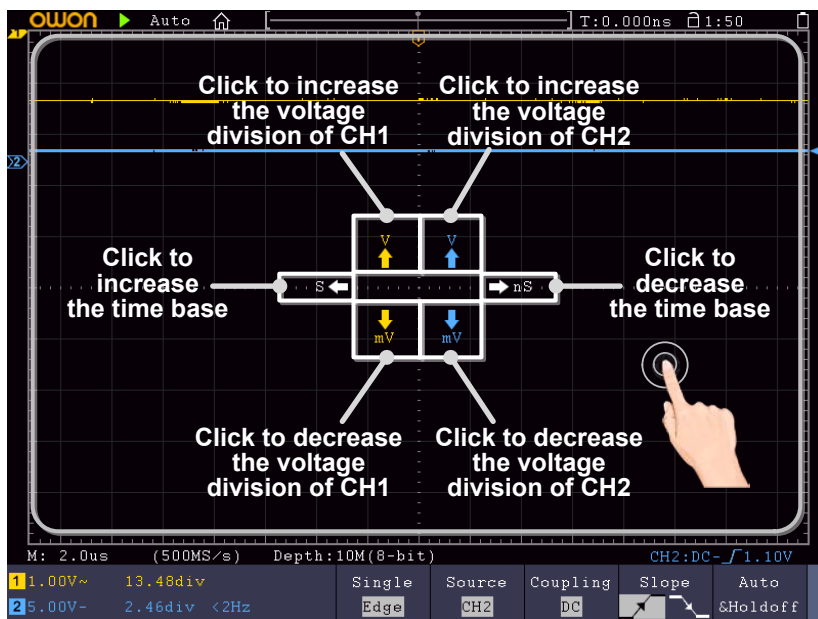 OWON Auto [ ] T:0.000ns 1:50
1
T
Click to increase
the voltage
division of CH1
Click to increase
the voltage
division of CH2
2
V V
Click to
increase
the time base
S nS
Click to
decrease
the time base
mV mV
Click to decrease
the voltage
division of CH1
Click to decrease
the voltage
division of CH2
M: 2.0us (500MS/s) Depth:10M(8-bit) CH2:DC- 1.10V
1 1.00V~ 13.48div Single Source Coupling Slope Auto
2 5.00V- 2.46div <2Hz Edge CH2 DC &Holdoff